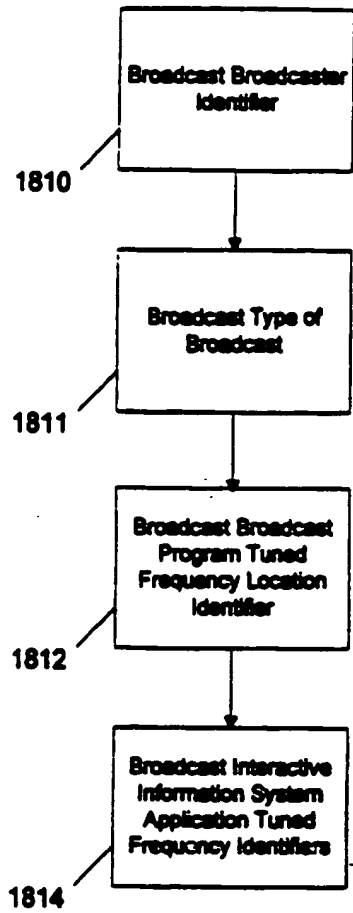 Broadcast Broadcaster
Identifier
1810
Broadcast Type of
Broadcast
1811
Broadcast Broadcast
Program Tuned
Frequency Location
Identifier
1812
Broadcast Interactive
Information System
Application Tuned
Frequency Identifiers
1814